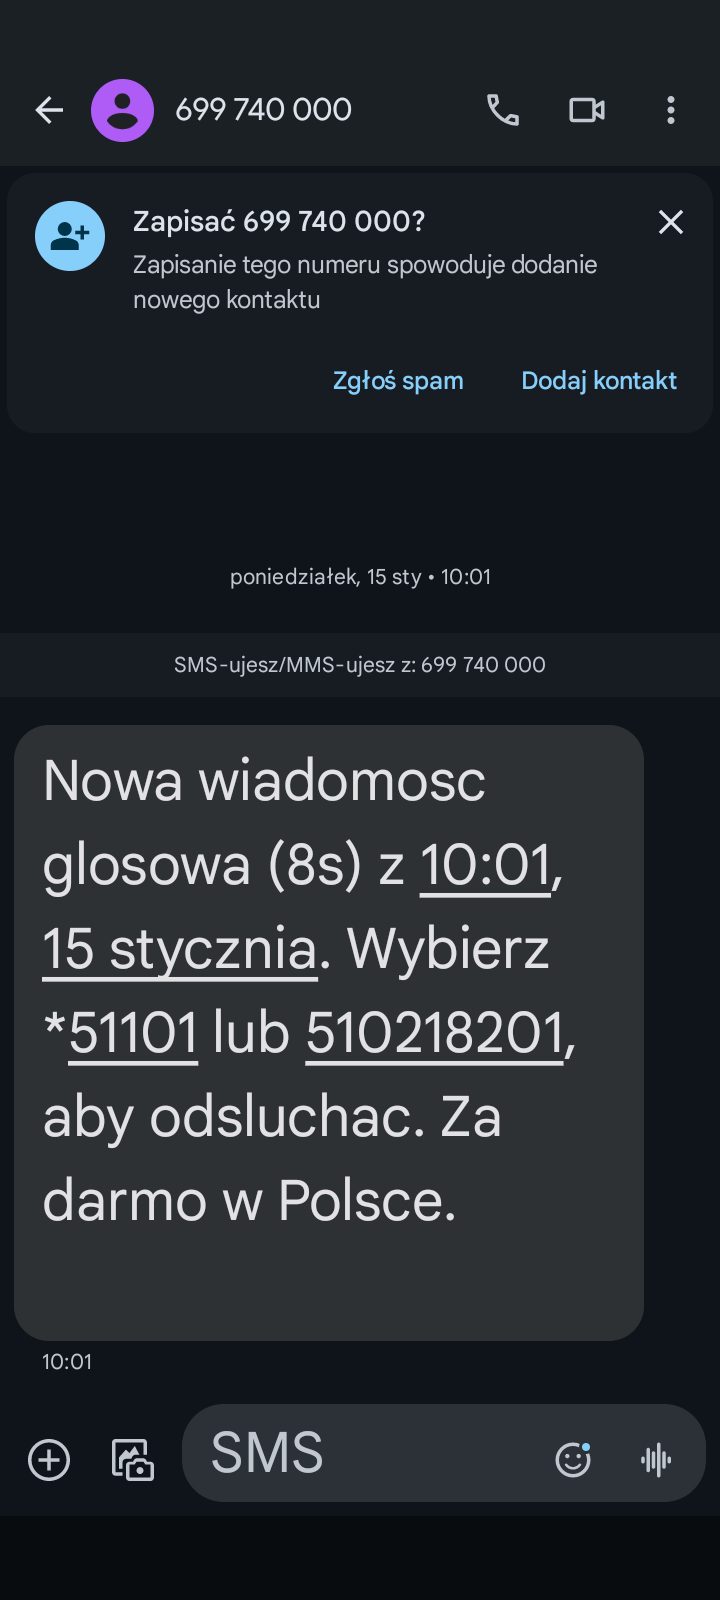 699 740 000
Zapisać 699 740 000?
Zapisanie tego numeru spowoduje dodanie
nowego kontaktu
Zgłoś spam Dodaj kontakt
poniedziałek, 15 sty • 10:01
SMS-ujesz/MMS-ujesz z: 699 740 000
Nowa wiadomosc
glosowa (8s) z 10:01,
15 stycznia. Wybierz
*51101 lub 510218201,
aby odsluchac. Za
darmo w Polsce.
10:01
SMS